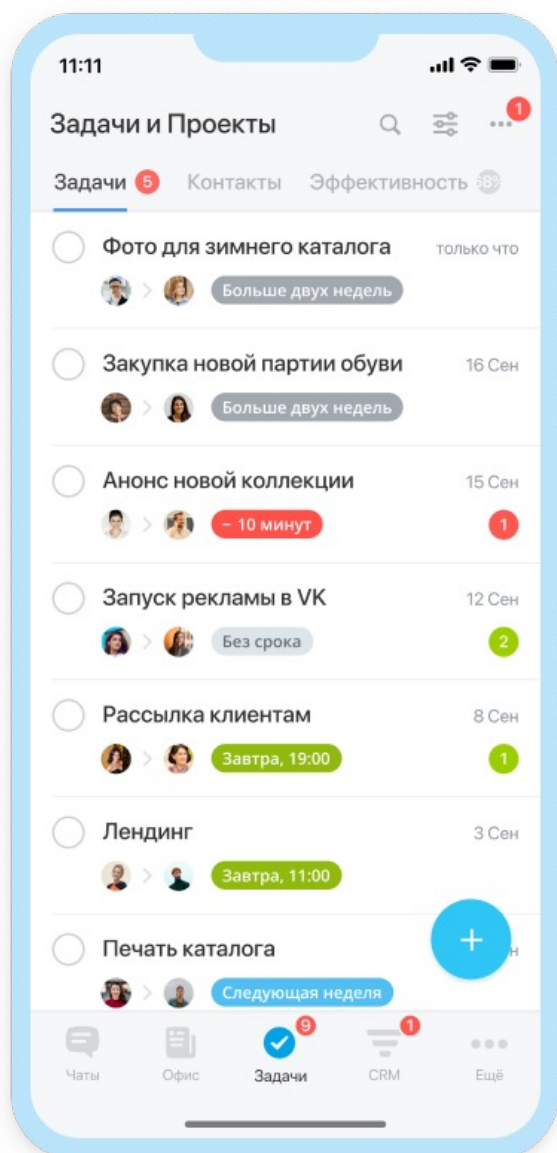 11:11
1
Задачи и Проекты
Задачи 5 Контакты Эффективность 68%
Фото для зимнего каталога только что
Больше двух недель
Закупка новой партии обуви 16 Сен
Больше двух недель
Анонс новой коллекции 15 Сен
− 10 минут 1
Запуск рекламы в VK 12 Сен
Без срока 2
Рассылка клиентам 8 Сен
Завтра, 19:00 1
Лендинг 3 Сен
Завтра, 11:00
Печать каталога
Следующая неделя
9 1
Чаты Офис Задачи CRM Ещё